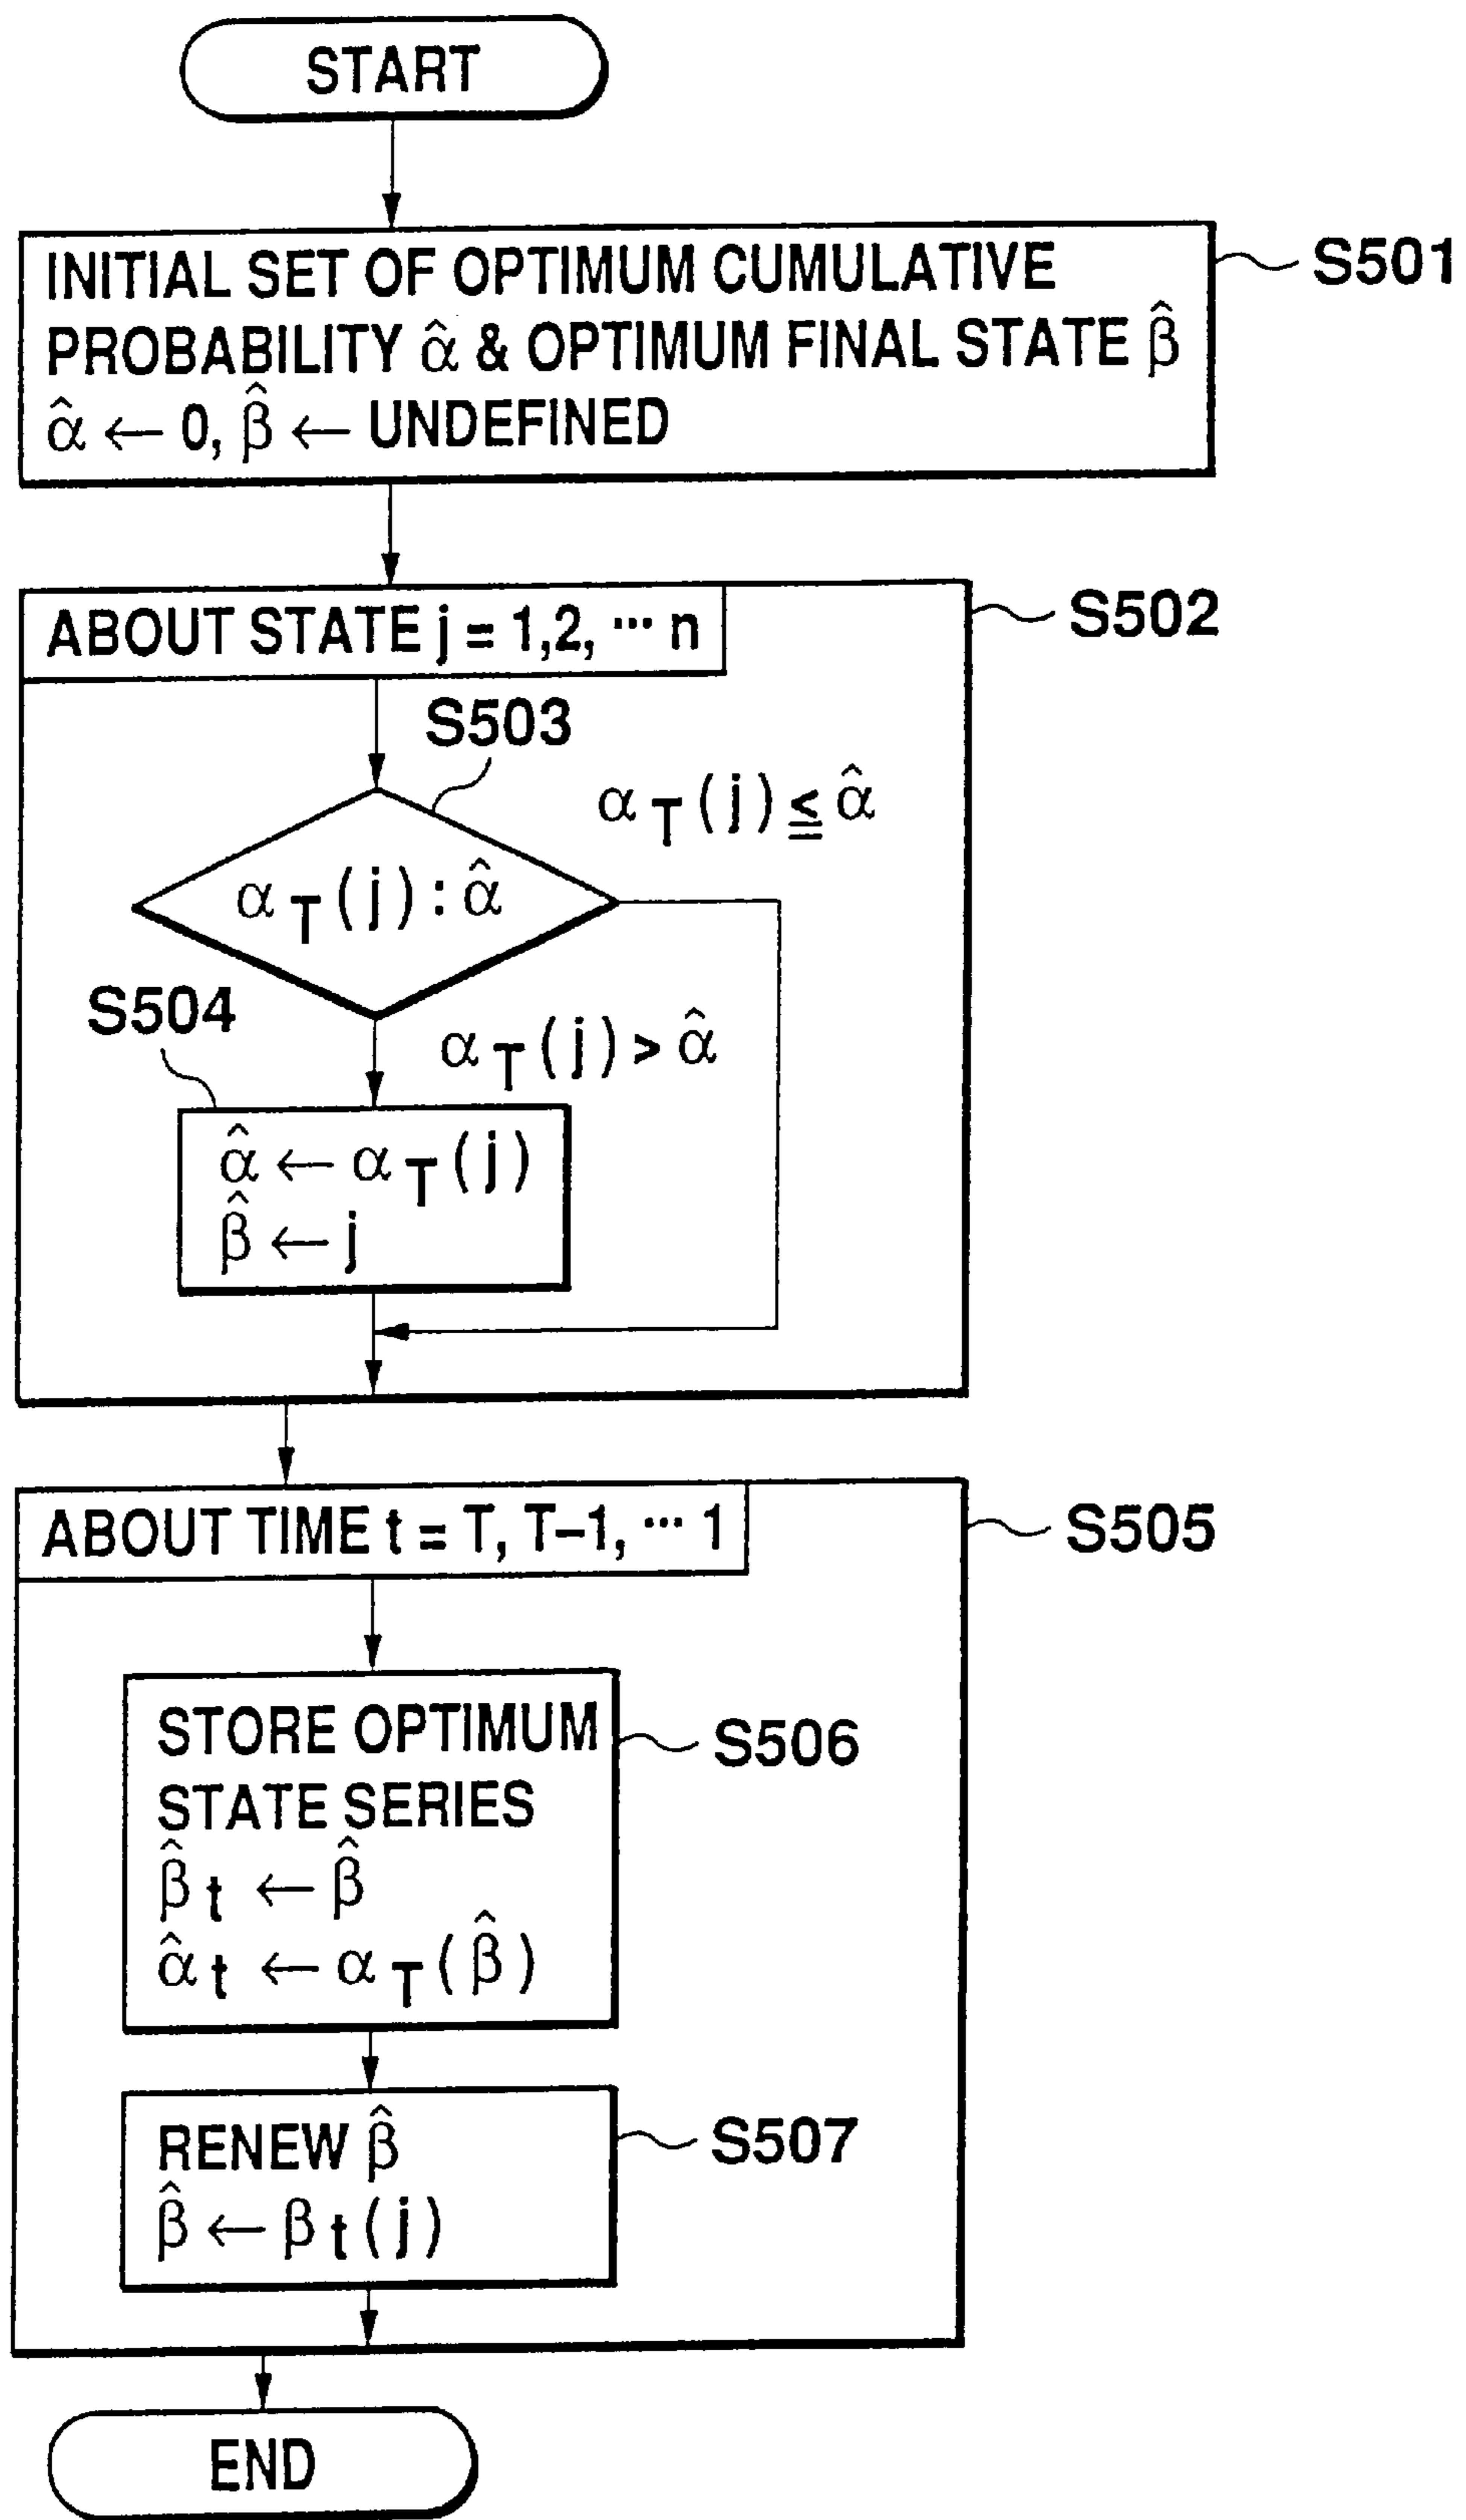 START
INITIAL SET OF OPTIMUM CUMULATIVE
PROBABILITY α̂ & OPTIMUM FINAL STATE β̂
α̂ ← 0, β̂ ← UNDEFINED
S501
ABOUT STATE j = 1,2, ··· n
S502
S503
α T (j) ≦ α̂
α T (j) : α̂
S504
α T (j) > α̂
α̂ ← α T (j)
β̂ ← j
ABOUT TIME t = T, T−1, ··· 1
S505
STORE OPTIMUM
STATE SERIES
β̂ t ← β̂
α̂ t ← α T (β̂)
S506
RENEW β̂
β̂ ← β t (j)
S507
END